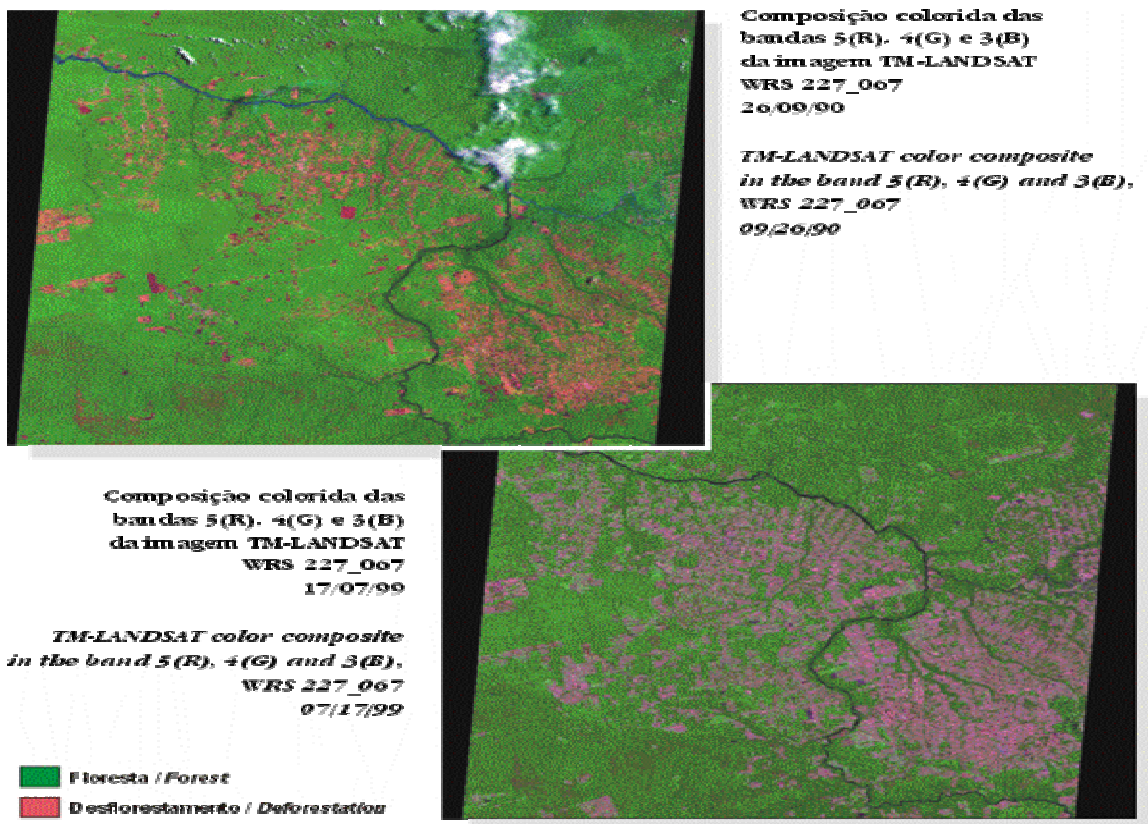 Composição colorida das
bandas 5(R). 4(G) e 3(B)
da imagem TM-LANDSAT
WRS 227_067
26/09/90
TM-LANDSAT color composite
in the band 5(R), 4(G) and 3(B),
WRS 227_067
09/26/90
Composição colorida das
bandas 5(R). 4(G) e 3(B)
da imagem TM-LANDSAT
WRS 227_067
17/07/99
TM-LANDSAT color composite
in the band 5(R), 4(G) and 3(B),
WRS 227_067
07/17/99
Floresta / Forest
Desflorestamento / Deforestation